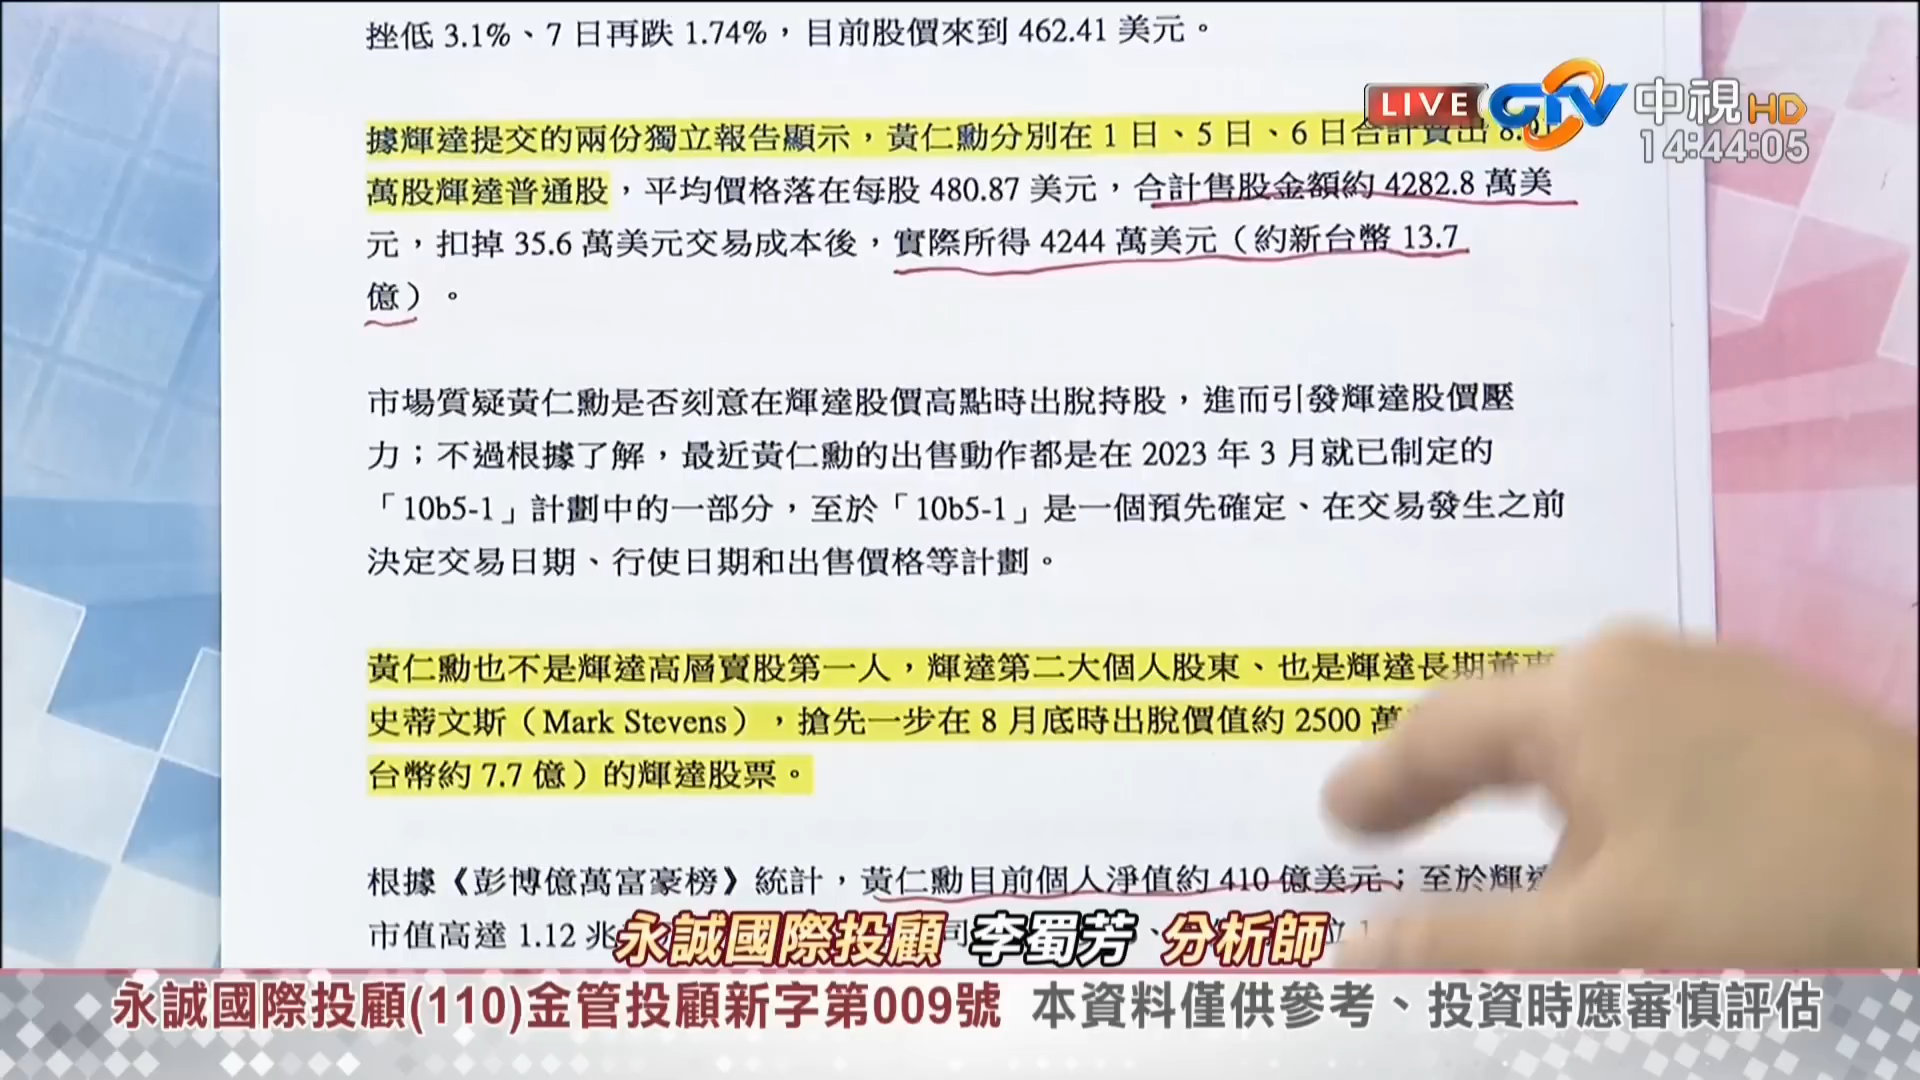 挫低 3.1%、7 日再跌 1.74%，目前股價來到 462.41 美元。
LIVE CTV 中視 HD
14:44:05
據輝達提交的兩份獨立報告顯示，黃仁勳分別在 1 日、5 日、6 日合計賣出
萬股輝達普通股，平均價格落在每股 480.87 美元，合計售股金額約 4282.8 萬美
元，扣掉 35.6 萬美元交易成本後，實際所得 4244 萬美元（約新台幣 13.7
億）。
市場質疑黃仁勳是否刻意在輝達股價高點時出脫持股，進而引發輝達股價壓
力；不過根據了解，最近黃仁勳的出售動作都是在 2023 年 3 月就已制定的
「10b5-1」計劃中的一部分，至於「10b5-1」是一個預先確定、在交易發生之前
決定交易日期、行使日期和出售價格等計劃。
黃仁勳也不是輝達高層賣股第一人，輝達第二大個人股東、也是輝達長期董事
史蒂文斯（Mark Stevens），搶先一步在 8 月底時出脫價值約 2500 萬
台幣約 7.7 億）的輝達股票。
根據《彭博億萬富豪榜》統計，黃仁勳目前個人淨值約 410 億美元；至於輝達
市值高達 1.12 兆
永誠國際投顧 李蜀芳 分析師
永誠國際投顧(110)金管投顧新字第009號 本資料僅供參考、投資時應審慎評估